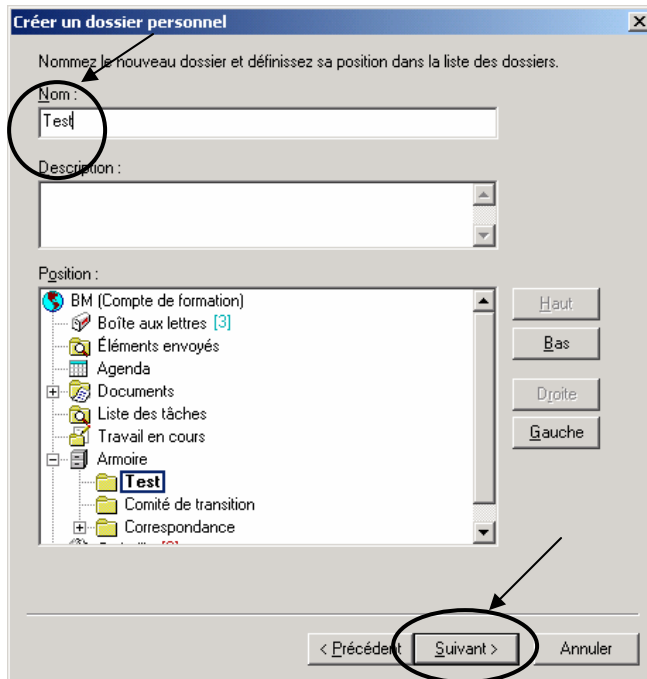 Créer un dossier personnel
Nommez le nouveau dossier et définissez sa position dans la liste des dossiers.
Nom :
Test
Description :
Position :
BM (Compte de formation)
Boîte aux lettres [3]
Éléments envoyés
Agenda
Documents
Liste des tâches
Travail en cours
Armoire
Test
Comité de transition
Correspondance
Haut
Bas
Droite
Gauche
< Précédent
Suivant >
Annuler